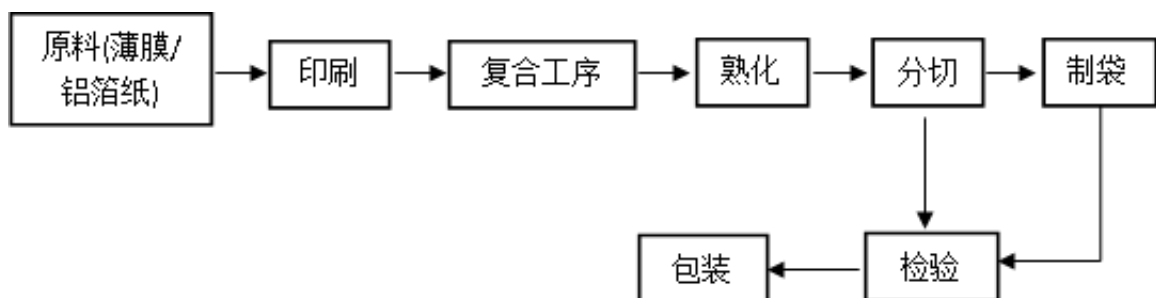 原料(薄膜/
铝箔纸)
印刷
复合工序
熟化
分切
制袋
包装
检验